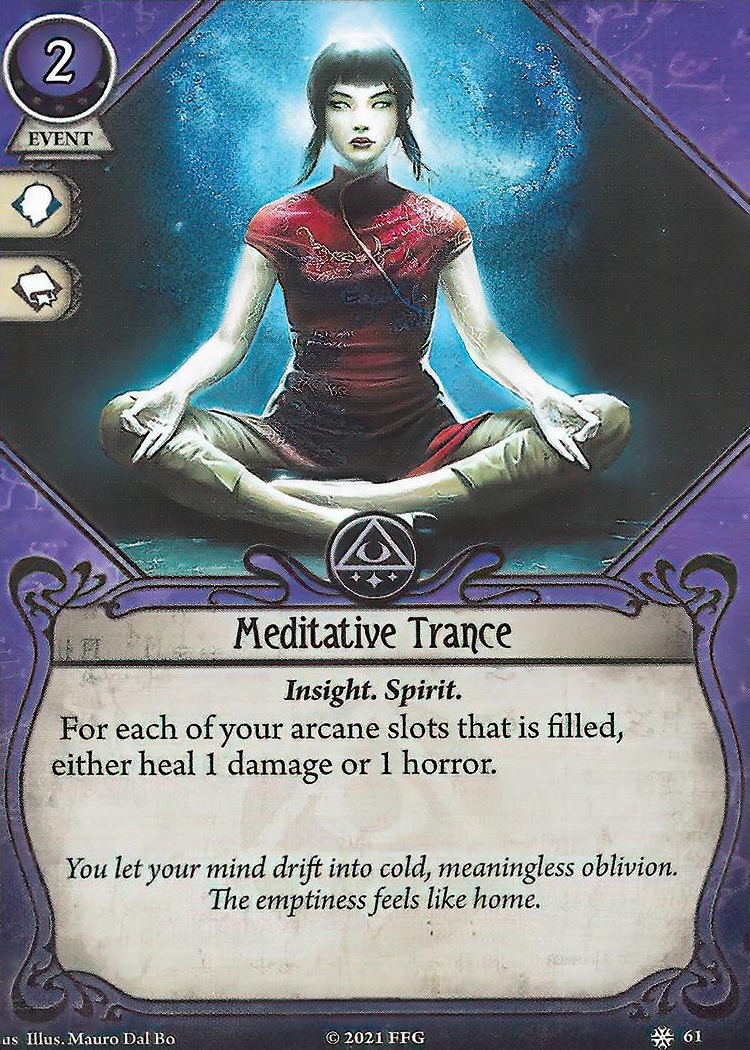 2
EVENT
Meditative Trance
Insight. Spirit.
For each of your arcane slots that is filled,
either heal 1 damage or 1 horror.
You let your mind drift into cold, meaningless oblivion.
The emptiness feels like home.
us Illus. Mauro Dal Bo © 2021 FFG 61